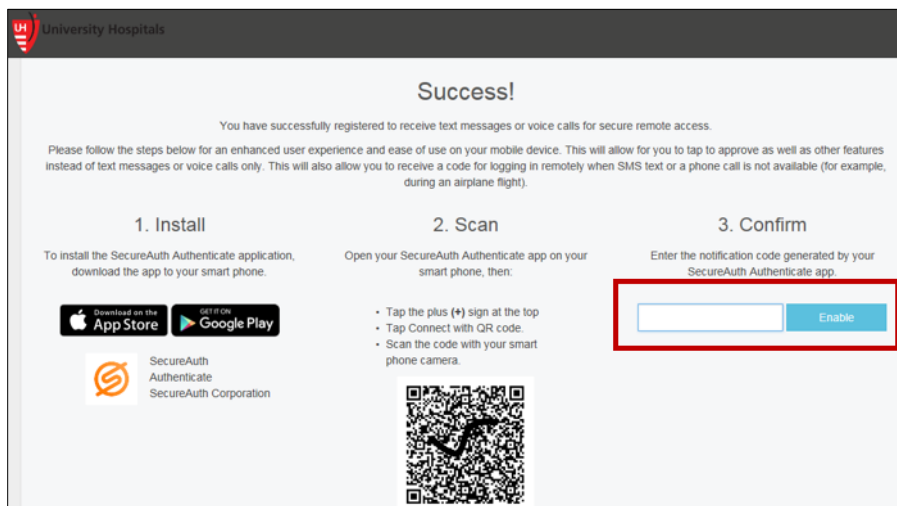 UH University Hospitals
Success!
You have successfully registered to receive text messages or voice calls for secure remote access.
Please follow the steps below for an enhanced user experience and ease of use on your mobile device. This will allow for you to tap to approve as well as other features
instead of text messages or voice calls only. This will also allow you to receive a code for logging in remotely when SMS text or a phone call is not available (for example,
during an airplane flight).
1. Install
To install the SecureAuth Authenticate application,
download the app to your smart phone.
Download on the
App Store
GET IT ON
Google Play
SecureAuth
Authenticate
SecureAuth Corporation
2. Scan
Open your SecureAuth Authenticate app on your
smart phone, then:
• Tap the plus (+) sign at the top
• Tap Connect with QR code.
• Scan the code with your smart
phone camera.
3. Confirm
Enter the notification code generated by your
SecureAuth Authenticate app.
Enable